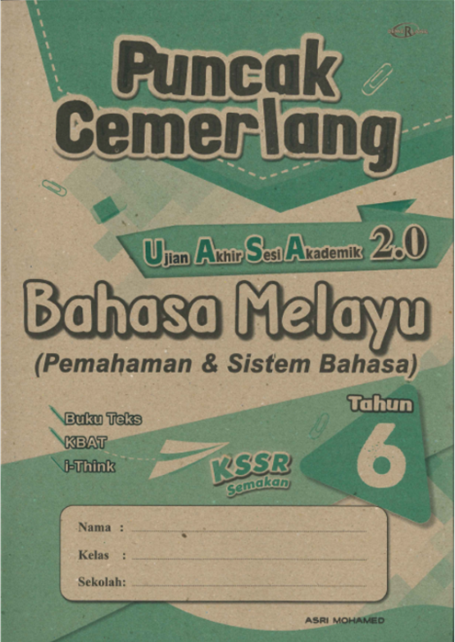 Puncak
Cemerlang
Ujian Akhir Sesi Akademik 2.0
Bahasa Melayu
(Pemahaman & Sistem Bahasa)
Buku Teks
KBAT
i-Think
KSSR
Semakan
Tahun
6
Nama :
Kelas :
Sekolah:
ASRI MOHAMED